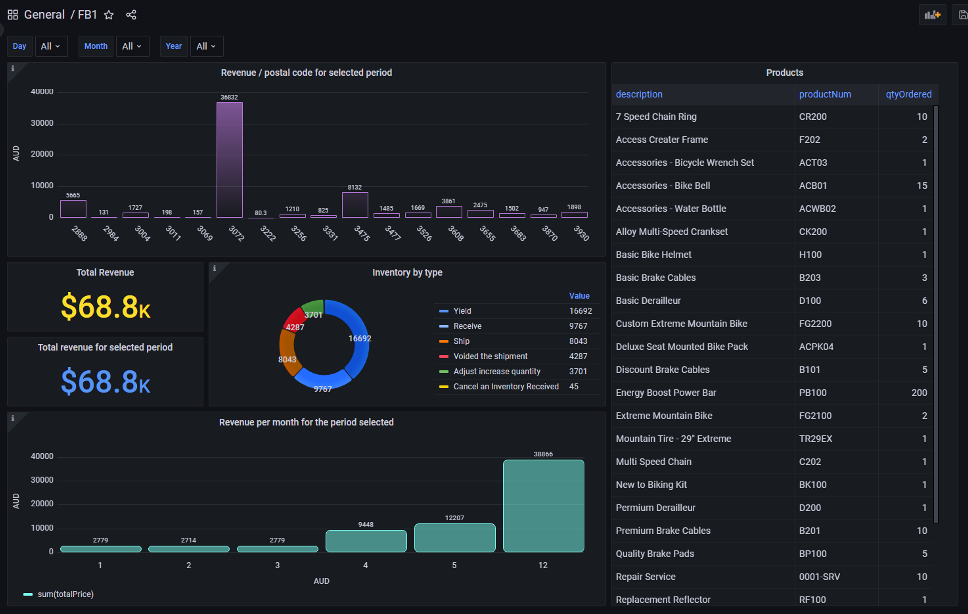 General / FB1
Day All Month All Year All
Revenue / postal code for selected period
AUD
40000
30000
20000
10000
0
5665 131 1727 198 157 36832 80.3 1210 825 8132 1485 1669 3861 2475 1502 947 1898
2888 2984 3004 3011 3069 3072 3222 3256 3331 3475 3477 3526 3608 3655 3683 3870 3930
Total Revenue
$68.8K
Total revenue for selected period
$68.8K
Inventory by type
3701
4287
16692
8043
9767
Value
Yield 16692
Receive 9767
Ship 8043
Voided the shipment 4287
Adjust increase quantity 3701
Cancel an Inventory Received 45
Revenue per month for the period selected
AUD
40000
30000
20000
10000
0
2779 2714 2779 9448 12207 38866
1 2 3 4 5 12
AUD
sum(totalPrice)
Products
description productNum qtyOrdered
7 Speed Chain Ring CR200 10
Access Creater Frame F202 2
Accessories - Bicycle Wrench Set ACT03 1
Accessories - Bike Bell ACB01 15
Accessories - Water Bottle ACWB02 1
Alloy Multi-Speed Crankset CK200 1
Basic Bike Helmet H100 1
Basic Brake Cables B203 3
Basic Derailleur D100 6
Custom Extreme Mountain Bike FG2200 10
Deluxe Seat Mounted Bike Pack ACPK04 1
Discount Brake Cables B101 5
Energy Boost Power Bar PB100 200
Extreme Mountain Bike FG2100 2
Mountain Tire - 29" Extreme TR29EX 1
Multi Speed Chain C202 1
New to Biking Kit BK100 1
Permium Derailleur D200 1
Premium Brake Cables B201 10
Quality Brake Pads BP100 5
Repair Service 0001-SRV 10
Replacement Reflector RF100 1